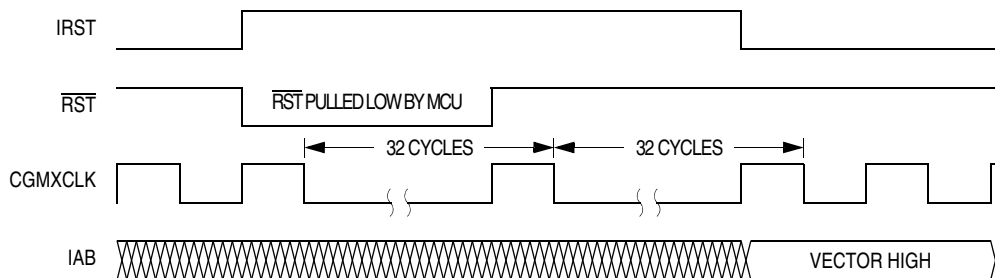 IRST
RST
RST PULLED LOW BY MCU
32 CYCLES
32 CYCLES
CGMXCLK
IAB
VECTOR HIGH